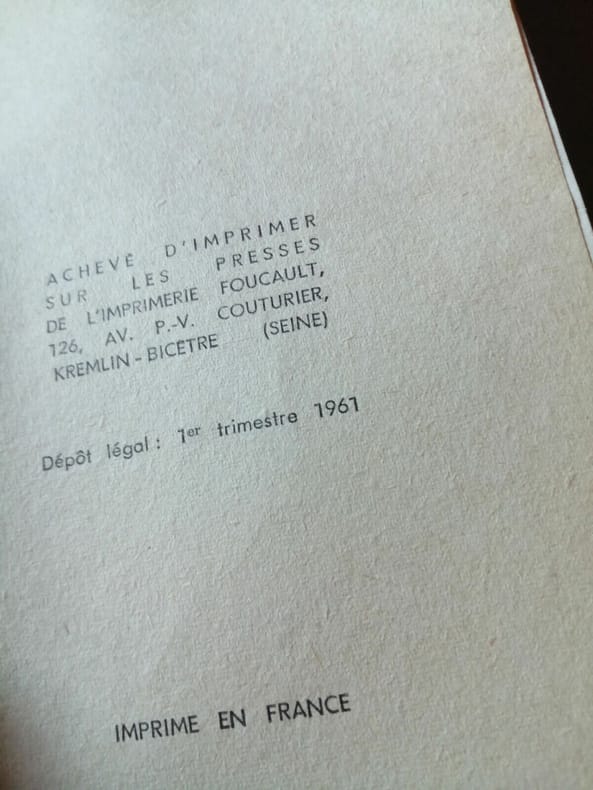 ACHEVÉ D'IMPRIMER
SUR LES PRESSES
DE L'IMPRIMERIE FOUCAULT,
126, AV. P.-V. COUTURIER,
KREMLIN-BICÊTRE (SEINE)
Dépôt légal : 1er trimestre 1961
IMPRIME EN FRANCE